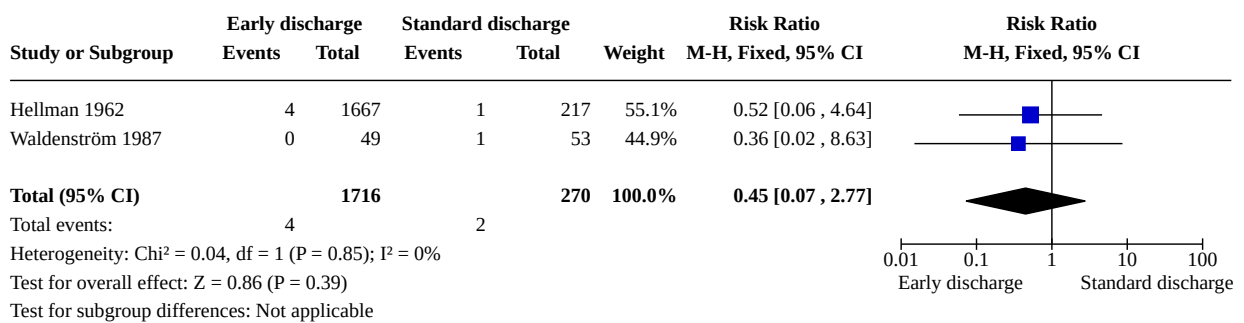 Early discharge Standard discharge Risk Ratio Risk Ratio
Study or Subgroup Events Total Events Total Weight M-H, Fixed, 95% CI M-H, Fixed, 95% CI
Hellman 1962 4 1667 1 217 55.1% 0.52 [0.06 , 4.64]
Waldenström 1987 0 49 1 53 44.9% 0.36 [0.02 , 8.63]
Total (95% CI) 1716 270 100.0% 0.45 [0.07 , 2.77]
Total events: 4 2
Heterogeneity: Chi² = 0.04, df = 1 (P = 0.85); I² = 0%
0.01 0.1 1 10 100
Test for overall effect: Z = 0.86 (P = 0.39) Early discharge Standard discharge
Test for subgroup differences: Not applicable